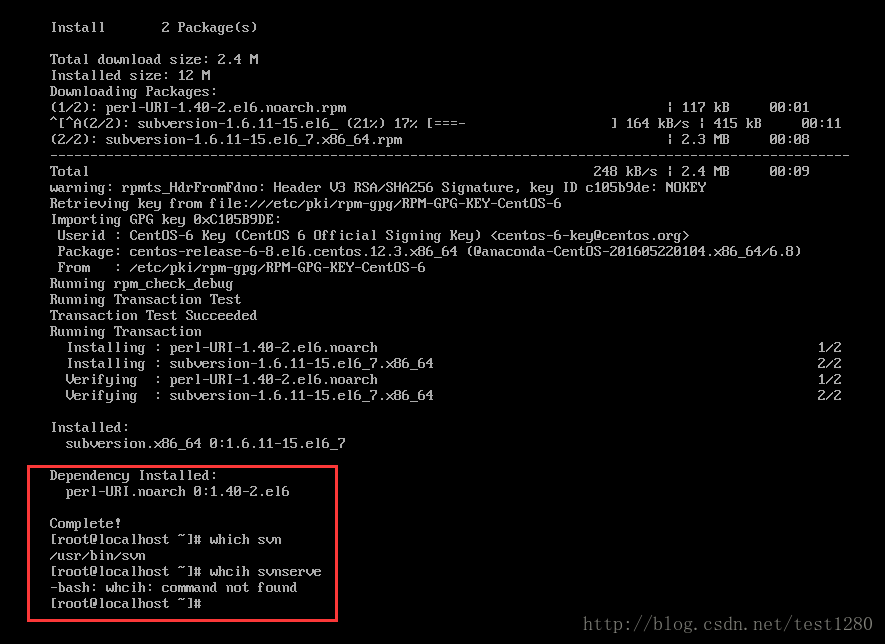 Install       2 Package(s)
Total download size: 2.4 M
Installed size: 12 M
Downloading Packages:
(1/2): perl-URI-1.40-2.el6.noarch.rpm                                        | 117 kB     00:01
^[^A(2/2): subversion-1.6.11-15.el6_ (21%) 17% [===-                  ] 164 kB/s | 415 kB     00:11
(2/2): subversion-1.6.11-15.el6_7.x86_64.rpm                                 | 2.3 MB     00:08
----------------------------------------------------------------------------------------------------
Total                                                               248 kB/s | 2.4 MB     00:09
warning: rpmts_HdrFromFdno: Header V3 RSA/SHA256 Signature, key ID c105b9de: NOKEY
Retrieving key from file:///etc/pki/rpm-gpg/RPM-GPG-KEY-CentOS-6
Importing GPG key 0xC105B9DE:
 Userid : CentOS-6 Key (CentOS 6 Official Signing Key) <centos-6-key@centos.org>
 Package: centos-release-6-8.el6.centos.12.3.x86_64 (@anaconda-CentOS-201605220104.x86_64/6.8)
 From   : /etc/pki/rpm-gpg/RPM-GPG-KEY-CentOS-6
Running rpm_check_debug
Running Transaction Test
Transaction Test Succeeded
Running Transaction
  Installing : perl-URI-1.40-2.el6.noarch                                                       1/2
  Installing : subversion-1.6.11-15.el6_7.x86_64                                                2/2
  Verifying  : perl-URI-1.40-2.el6.noarch                                                       1/2
  Verifying  : subversion-1.6.11-15.el6_7.x86_64                                                2/2
Installed:
  subversion.x86_64 0:1.6.11-15.el6_7
Dependency Installed:
  perl-URI.noarch 0:1.40-2.el6
Complete!
[root@localhost ~]# which svn
/usr/bin/svn
[root@localhost ~]# whcih svnserve
-bash: whcih: command not found
[root@localhost ~]#
http://blog.csdn.net/test1280